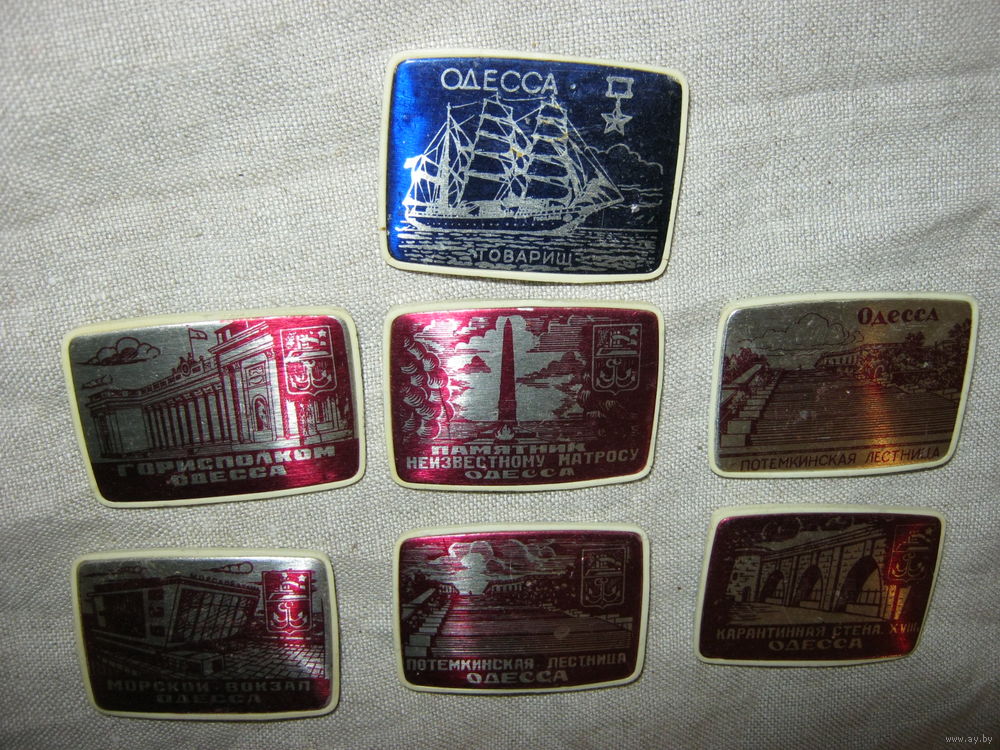 ОДЕССА
ТОВАРИЩ
ГОРИСПОЛКОМ
ОДЕССА
ПАМЯТНИК
НЕИЗВЕСТНОМУ МАТРОСУ
ОДЕССА
Одесса
ПОТЕМКИНСКАЯ ЛЕСТНИЦА
МОРСКОЙ ВОКЗАЛ
ОДЕССА
ПОТЕМКИНСКАЯ ЛЕСТНИЦА
ОДЕССА
КАРАНТИННАЯ СТЕНА XVIII
ОДЕССА
www.ay.by